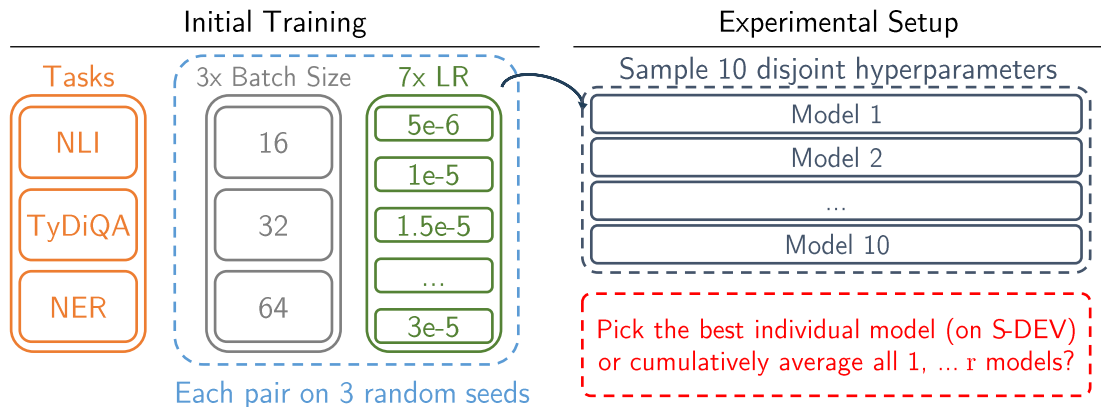 Initial Training
Experimental Setup
Tasks
3x Batch Size
7x LR
Sample 10 disjoint hyperparameters
NLI
TyDiQA
NER
16
32
64
5e-6
1e-5
1.5e-5
...
3e-5
Model 1
Model 2
...
Model 10
Each pair on 3 random seeds
Pick the best individual model (on S-DEV)
or cumulatively average all 1, ... r models?